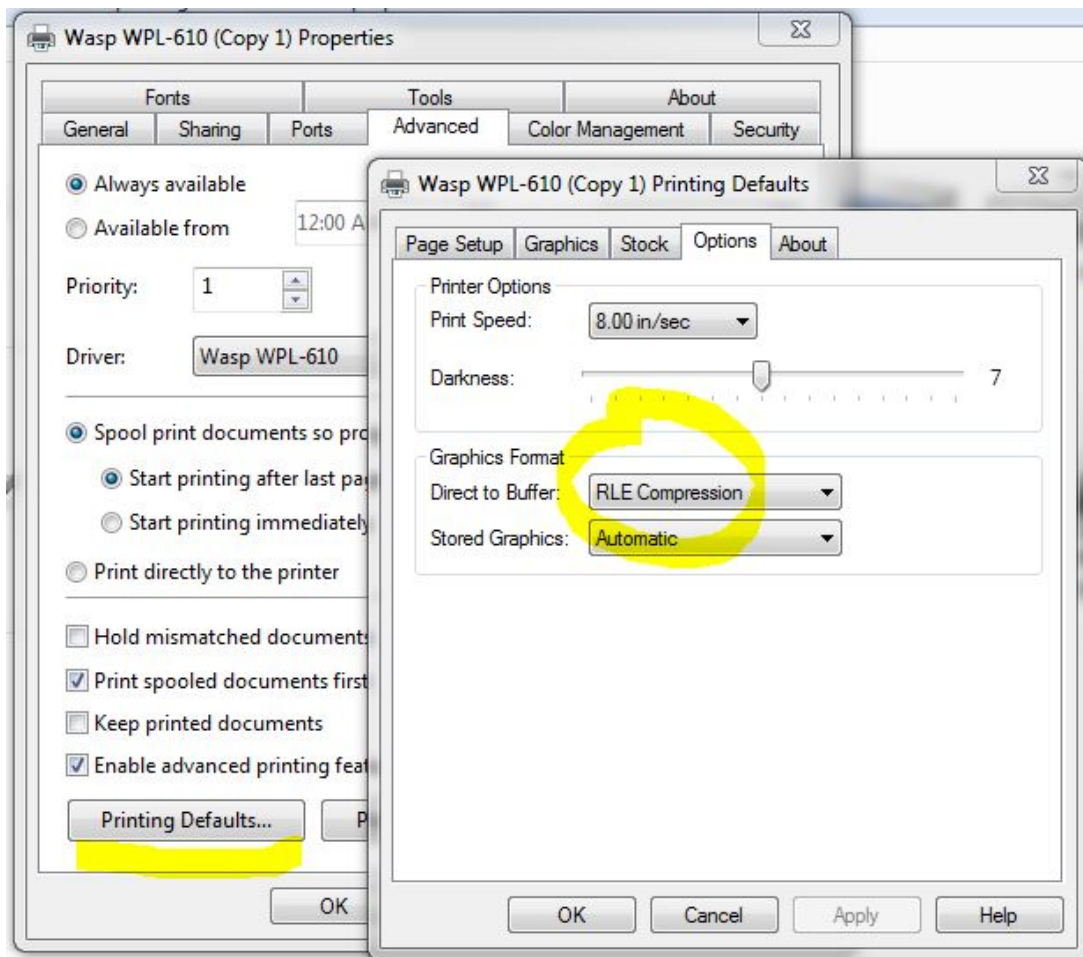 Wasp WPL-610 (Copy 1) Properties
Fonts Tools About
General Sharing Ports Advanced Color Management Security
Always available
Available from 12:00 A
Priority: 1
Driver: Wasp WPL-610
Spool print documents so
Start printing after last
Start printing immediately
Print directly to the printer
Hold mismatched documents
Print spooled documents first
Keep printed documents
Enable advanced printing
Printing Defaults...
OK
Wasp WPL-610 (Copy 1) Printing Defaults
Page Setup Graphics Stock Options About
Printer Options
Print Speed: 8.00 in/sec
Darkness: 7
Graphics Format
Direct to Buffer: RLE Compression
Stored Graphics: Automatic
OK Cancel Apply Help